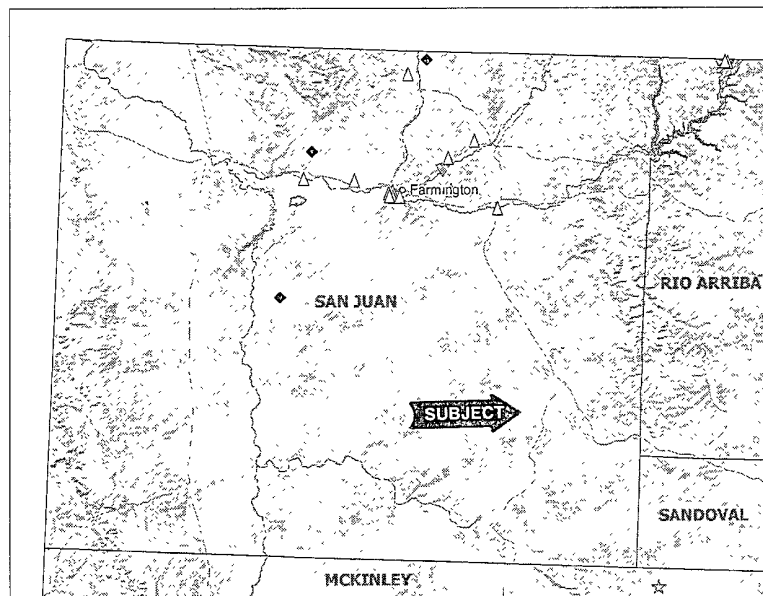 Farmington
SAN JUAN
RIO ARRIBA
SUBJECT
SANDOVAL
MCKINLEY